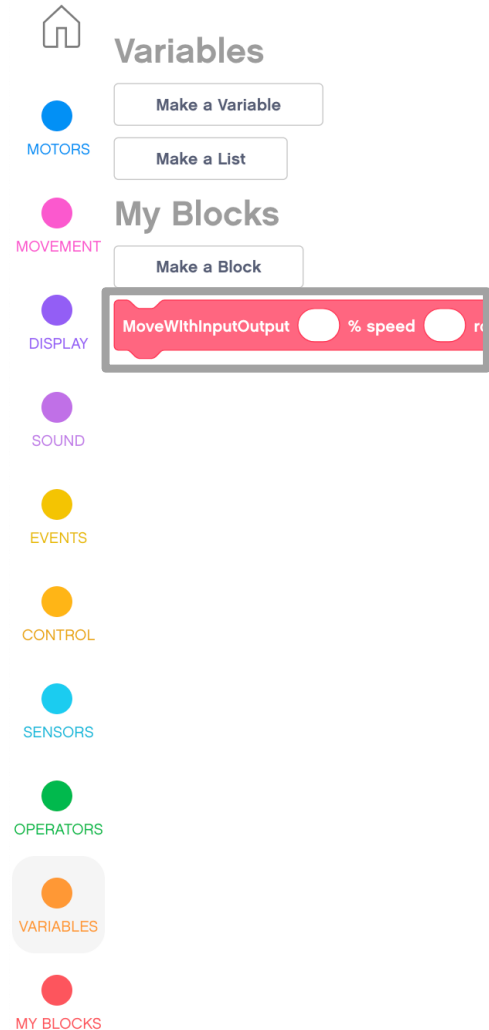 MOTORS
MOVEMENT
DISPLAY
SOUND
EVENTS
CONTROL
SENSORS
OPERATORS
VARIABLES
MY BLOCKS
Variables
Make a Variable
Make a List
My Blocks
Make a Block
MoveWIthInputOutput % speed